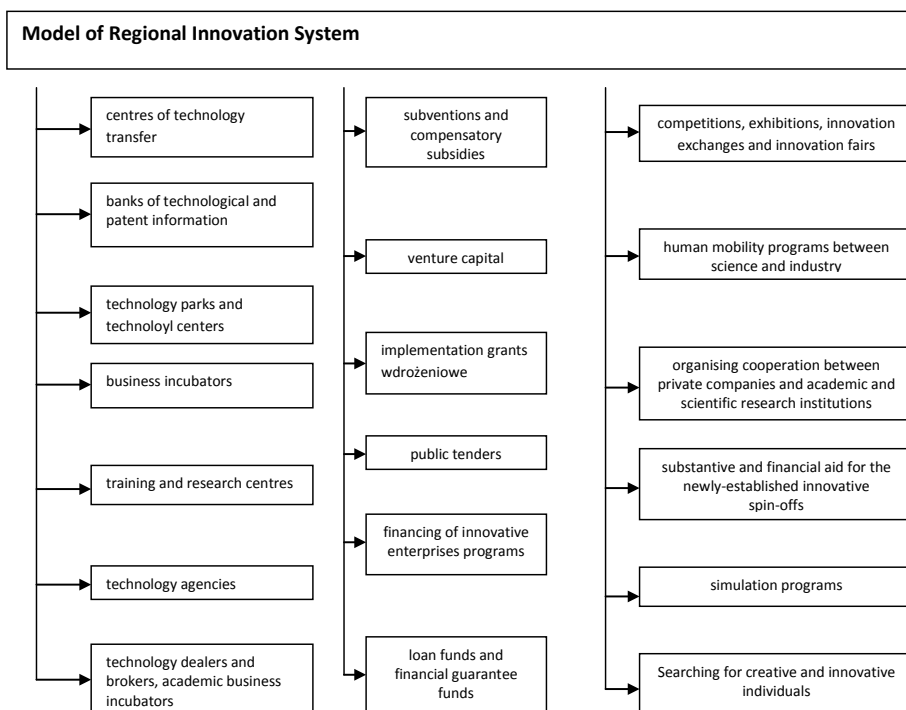 Model of Regional Innovation System
centres of technology
transfer
banks of technological and
patent information
technology parks and
technoloyl centers
business incubators
training and research centres
technology agencies
technology dealers and
brokers, academic business
incubators
subventions and
compensatory
subsidies
venture capital
implementation grants
wdrożeniowe
public tenders
financing of innovative
enterprises programs
loan funds and
financial guarantee
funds
competitions, exhibitions, innovation
exchanges and innovation fairs
human mobility programs between
science and industry
organising cooperation between
private companies and academic and
scientific research institutions
substantive and financial aid for the
newly-established innovative
spin-offs
simulation programs
Searching for creative and innovative
individuals